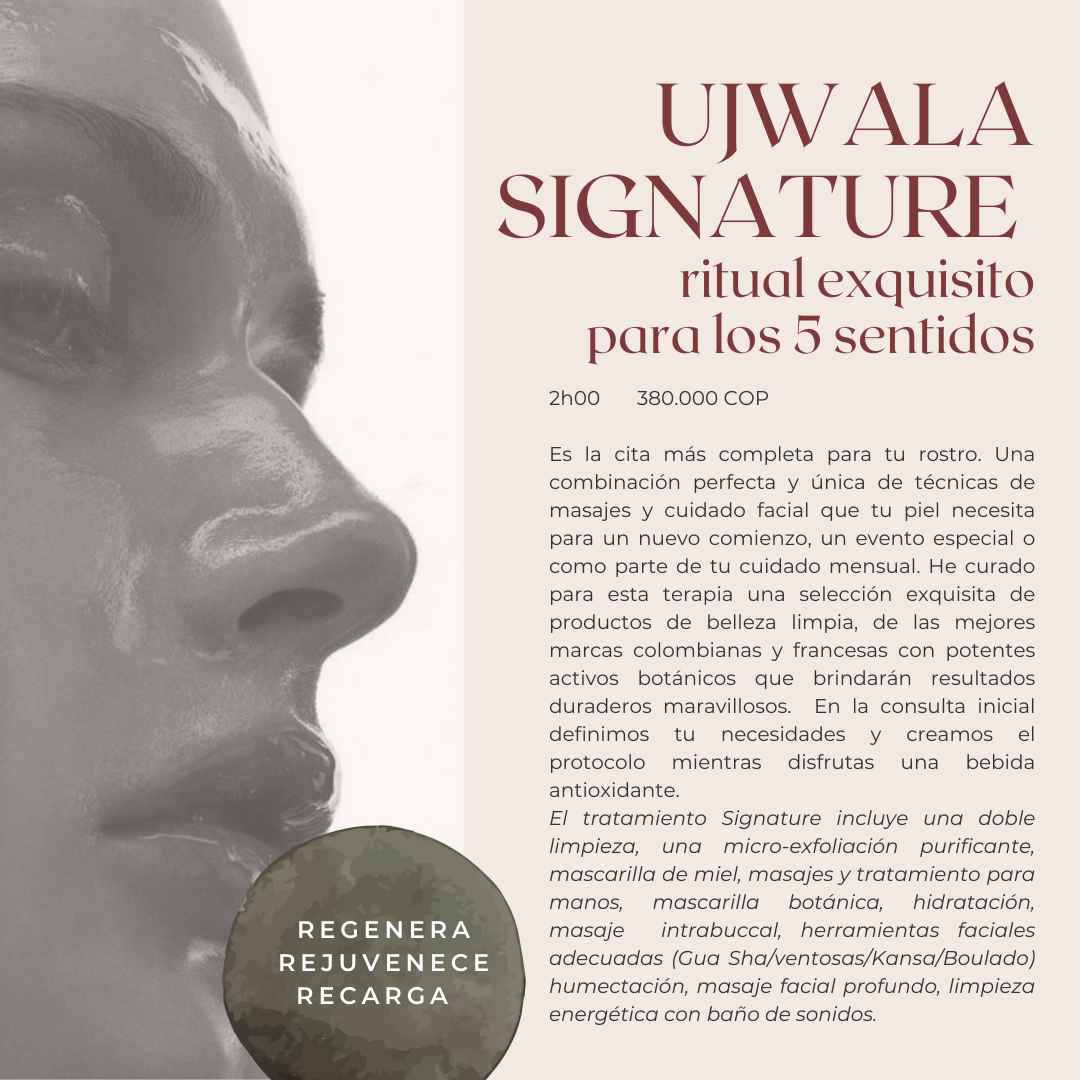 UJWALA
SIGNATURE
ritual exquisito
para los 5 sentidos
2h00 380.000 COP
Es la cita más completa para tu rostro. Una
combinación perfecta y única de técnicas de
masajes y cuidado facial que tu piel necesita
para un nuevo comienzo, un evento especial o
como parte de tu cuidado mensual. He curado
para esta terapia una selección exquisita de
productos de belleza limpia, de las mejores
marcas colombianas y francesas con potentes
activos botánicos que brindarán resultados
duraderos maravillosos. En la consulta inicial
definimos tu necesidades y creamos el
protocolo mientras disfrutas una bebida
antioxidante.
El tratamiento Signature incluye una doble
limpieza, una micro-exfoliación purificante,
mascarilla de miel, masajes y tratamiento para
manos, mascarilla botánica, hidratación,
masaje intrabuccal, herramientas faciales
adecuadas (Gua Sha/ventosas/Kansa/Boulado)
humectación, masaje facial profundo, limpieza
energética con baño de sonidos.
REGENERA
REJUVENECE
RECARGA